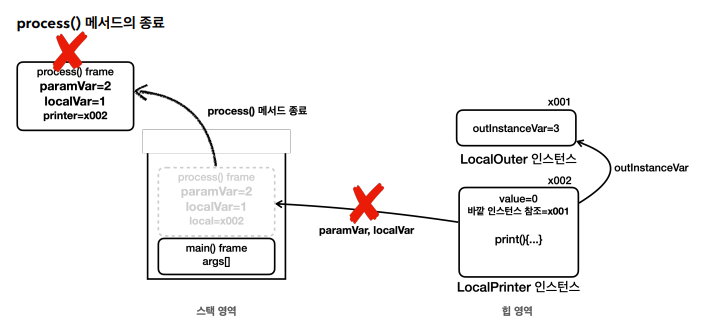 process() 메서드의 종료
process() frame
paramVar=2
localVar=1
printer=x002
process() 메서드 종료
process() frame
paramVar=2
localVar=1
local=x002
main() frame
args[]
스택 영역
paramVar, localVar
x001
outInstanceVar=3
LocalOuter 인스턴스
outInstanceVar
x002
value=0
바깥 인스턴스 참조=x001
print(){...}
LocalPrinter 인스턴스
힙 영역